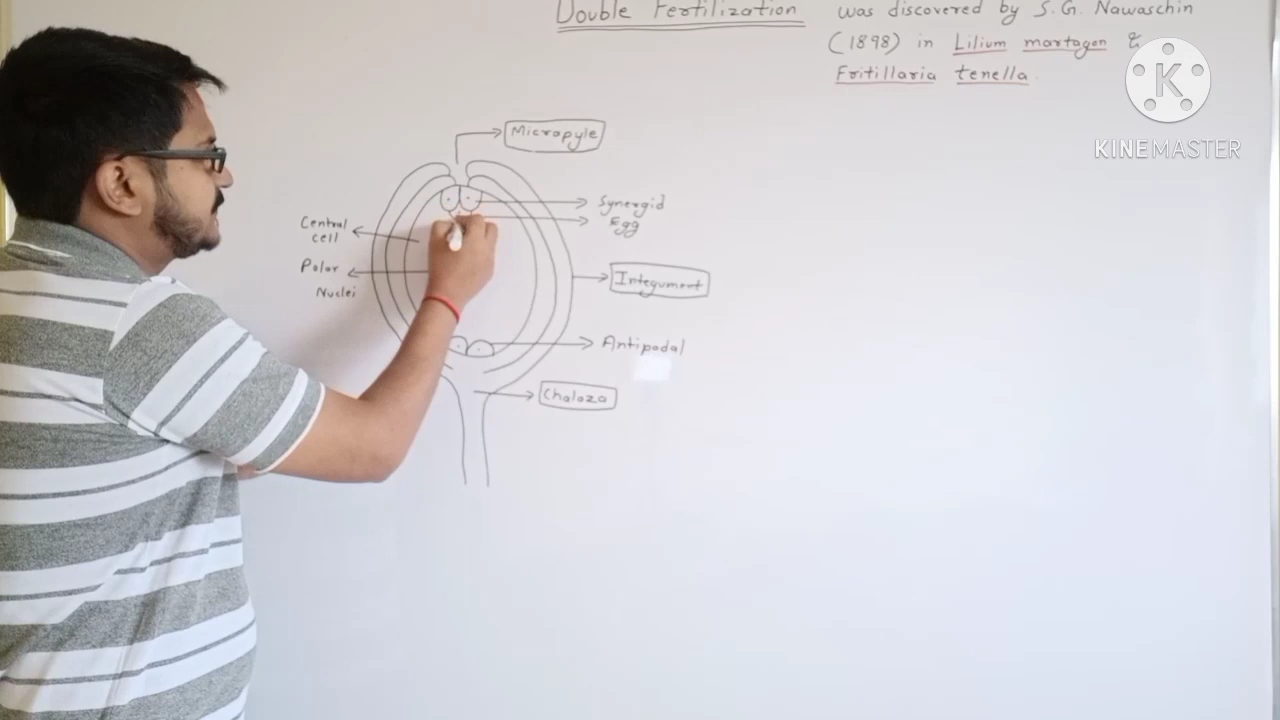 Double Fertilization was discovered by S. G. Nawaschin
(1898) in Lilium martagon &
Fritillaria tenella.
K
KINEMASTER
Micropyle
Synergid
Egg
Central
cell
Polar
Nuclei
Integument
Antipodal
Chalaza